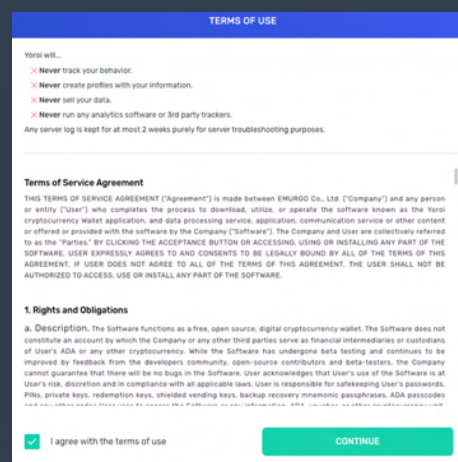 TERMS OF USE
Yoroi will...
Never track your behavior.
Never create profiles with your information.
Never sell your data.
Never run any analytics software or 3rd party trackers.
Any server log is kept for at most 2 weeks purely for server troubleshooting purposes.
Terms of Service Agreement
THIS TERMS OF SERVICE AGREEMENT ("Agreement") is made between EMURGO Co., Ltd. ("Company") and any person
or entity ("User") who completes the process to download, utilize, or operate the software known as the Yoroi
cryptocurrency Wallet application, and data processing service, application, communication service or other content
or offered or provided with the software by the Company ("Software"). The Company and User are collectively referred
to as the "Parties." BY CLICKING THE ACCEPTANCE BUTTON OR ACCESSING, USING OR INSTALLING ANY PART OF THE
SOFTWARE, USER EXPRESSLY AGREES TO AND CONSENTS TO BE LEGALLY BOUND BY ALL OF THE TERMS OF THIS
AGREEMENT. IF USER DOES NOT AGREE TO ALL OF THE TERMS OF THIS AGREEMENT, THE USER SHALL NOT BE
AUTHORIZED TO ACCESS, USE OR INSTALL ANY PART OF THE SOFTWARE.
1. Rights and Obligations
a. Description. The Software functions as a free, open source, digital cryptocurrency wallet. The Software does not
constitute an account by which the Company or any other third parties serve as financial intermediaries or custodians
of User's ADA or any other cryptocurrency. While the Software has undergone beta testing and continues to be
improved by feedback from the developers community, open-source contributors and beta-testers, the Company
cannot guarantee that there will be no bugs in the Software. User acknowledges that User's use of the Software is at
User's risk, discretion and in compliance with all applicable laws. User is responsible for safekeeping User's passwords,
PINs, private keys, redemption keys, shielded vending keys, backup recovery mnemonic passphrases, ADA passcodes
I agree with the terms of use
CONTINUE